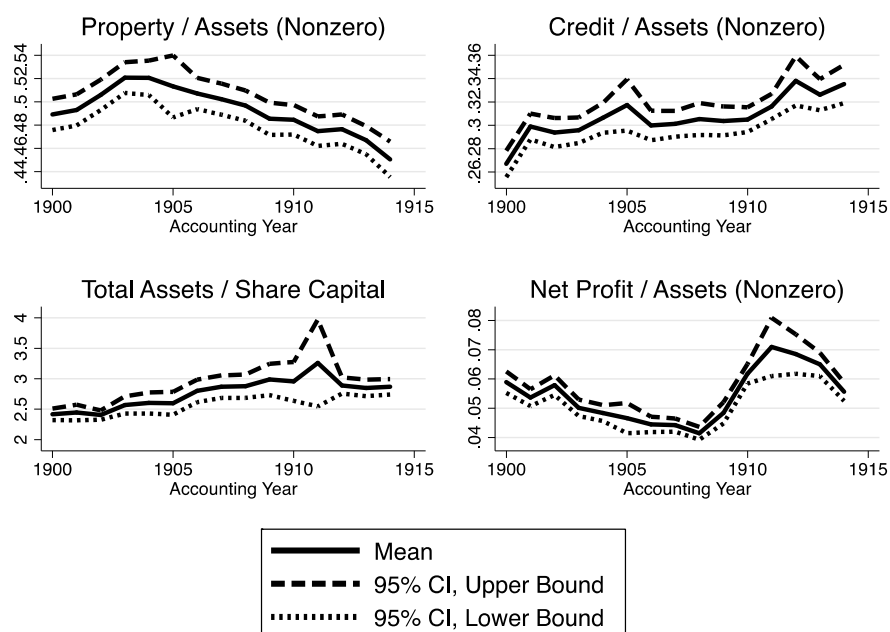 Property / Assets (Nonzero)
.44.46.48 .5 .52.54
1900 1905 1910 1915
Accounting Year
Credit / Assets (Nonzero)
.26.28 .3 .32.34.36
1900 1905 1910 1915
Accounting Year
Total Assets / Share Capital
2 2.5 3 3.5 4
1900 1905 1910 1915
Accounting Year
Net Profit / Assets (Nonzero)
.04 .05 .06 .07.08
1900 1905 1910 1915
Accounting Year
Mean
95% CI, Upper Bound
95% CI, Lower Bound